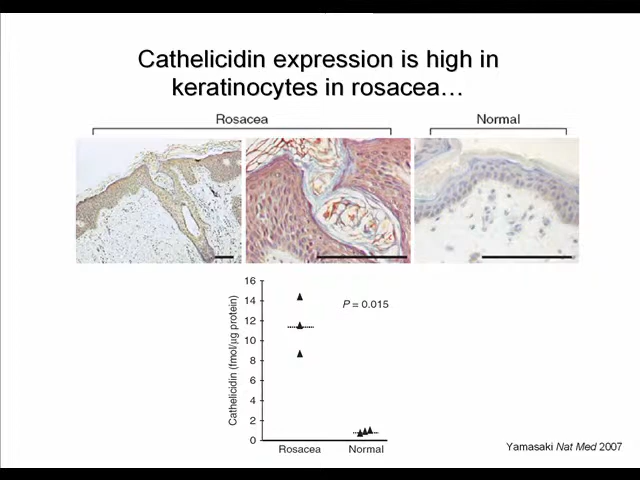 Cathelicidin expression is high in
keratinocytes in rosacea…
Rosacea
Normal
16
14
12
10
8
6
4
2
0
Cathelicidin (fmol/μg protein)
P = 0.015
Rosacea
Normal
Yamasaki Nat Med 2007